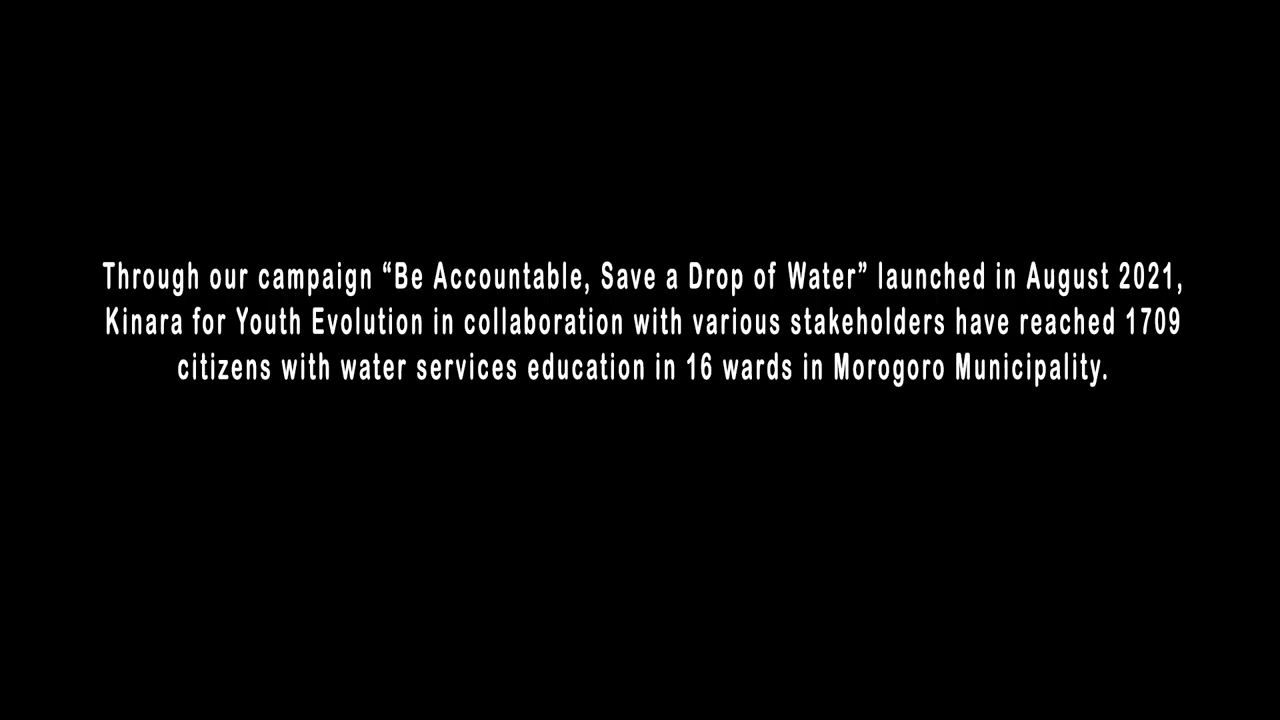 Through our campaign “Be Accountable, Save a Drop of Water” launched in August 2021,
Kinara for Youth Evolution in collaboration with various stakeholders have reached 1709
citizens with water services education in 16 wards in Morogoro Municipality.